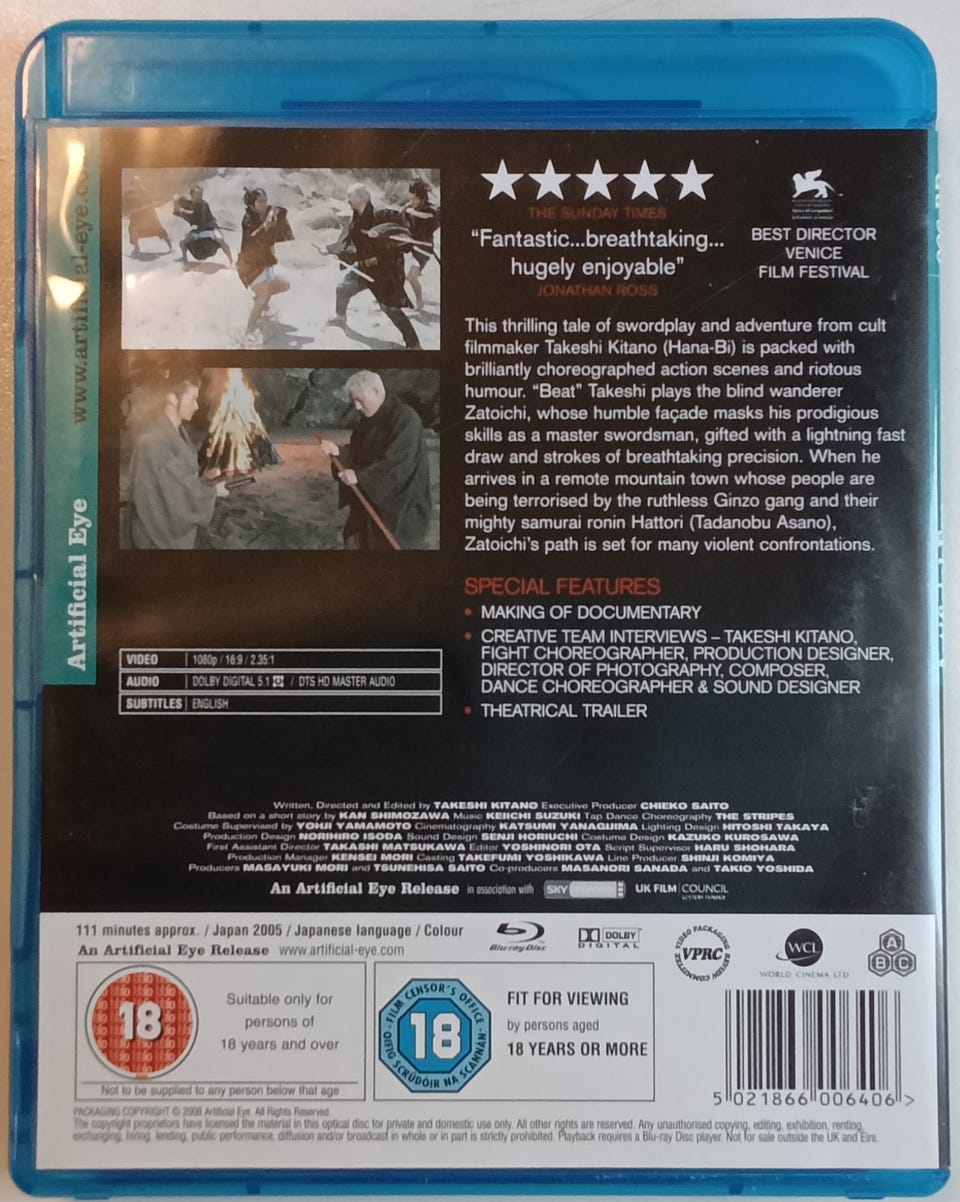 www.artificial-eye.co
Artificial Eye
THE SUNDAY TIMES
"Fantastic...breathtaking...
hugely enjoyable"
JONATHAN ROSS
BEST DIRECTOR
VENICE
FILM FESTIVAL
This thrilling tale of swordplay and adventure from cult
filmmaker Takeshi Kitano (Hana-Bi) is packed with
brilliantly choreographed action scenes and riotous
humour. "Beat" Takeshi plays the blind wanderer
Zatoichi, whose humble façade masks his prodigious
skills as a master swordsman, gifted with a lightning fast
draw and strokes of breathtaking precision. When he
arrives in a remote mountain town whose people are
being terrorised by the ruthless Ginzo gang and their
mighty samurai ronin Hattori (Tadanobu Asano),
Zatoichi's path is set for many violent confrontations.
SPECIAL FEATURES
• MAKING OF DOCUMENTARY
• CREATIVE TEAM INTERVIEWS – TAKESHI KITANO,
FIGHT CHOREOGRAPHER, PRODUCTION DESIGNER,
DIRECTOR OF PHOTOGRAPHY, COMPOSER,
DANCE CHOREOGRAPHER & SOUND DESIGNER
• THEATRICAL TRAILER
VIDEO 1080p / 16:9 / 2.35:1
AUDIO DOLBY DIGITAL 5.1 / DTS HD MASTER AUDIO
SUBTITLES ENGLISH
Written, Directed and Edited by TAKESHI KITANO Executive Producer CHIEKO SAITO
Based on a short story by KAN SHIMOZAWA Music KEIICHI SUZUKI Tap Dance Choreography THE STRIPES
Costume Supervised by YOHJI YAMAMOTO Cinematography KATSUMI YANAGIJIMA Lighting Design HITOSHI TAKAYA
Production Design NORIHIRO ISODA Sound Design SENJI HORIUCHI Costume Design KAZUKO KUROSAWA
First Assistant Director TAKASHI MATSUKAWA Editor YOSHINORI OTA Script Supervisor HARU SHOHARA
Production Manager KENSEI MORI Casting TAKEFUMI YOSHIKAWA Line Producer SHINJI KOMIYA
Producers MASAYUKI MORI and TSUNEHISA SAITO Co-producers MASANORI SANADA and TAKIO YOSHIDA
An Artificial Eye Release in association with SKY UK FILM COUNCIL
LOTTERY FUNDED
111 minutes approx. / Japan 2005 / Japanese language / Colour
An Artificial Eye Release www.artificial-eye.com
Blu-ray Disc
DOLBY
DIGITAL
VIDEO PACKAGING REVIEW COMMITTEE
VPRC
WCL
WORLD CINEMA LTD
A
B C
18
Suitable only for
persons of
18 years and over
Not to be supplied to any person below that age
FILM CENSOR'S OFFICE
18
OIFIG SCRÚDÓIR NA SCANNÁN
FIT FOR VIEWING
by persons aged
18 YEARS OR MORE
5 021866 006406 >
PACKAGING COPYRIGHT © 2008 Artificial Eye. All Rights Reserved.
The copyright proprietors have licensed the material in this optical disc for private and domestic use only. All other rights are reserved. Any unauthorised copying, editing, exhibition, renting,
exchanging, hiring, lending, public performance, diffusion and/or broadcast in whole or in part is strictly prohibited. Playback requires a Blu-ray Disc player. Not for sale outside the UK and Eire.